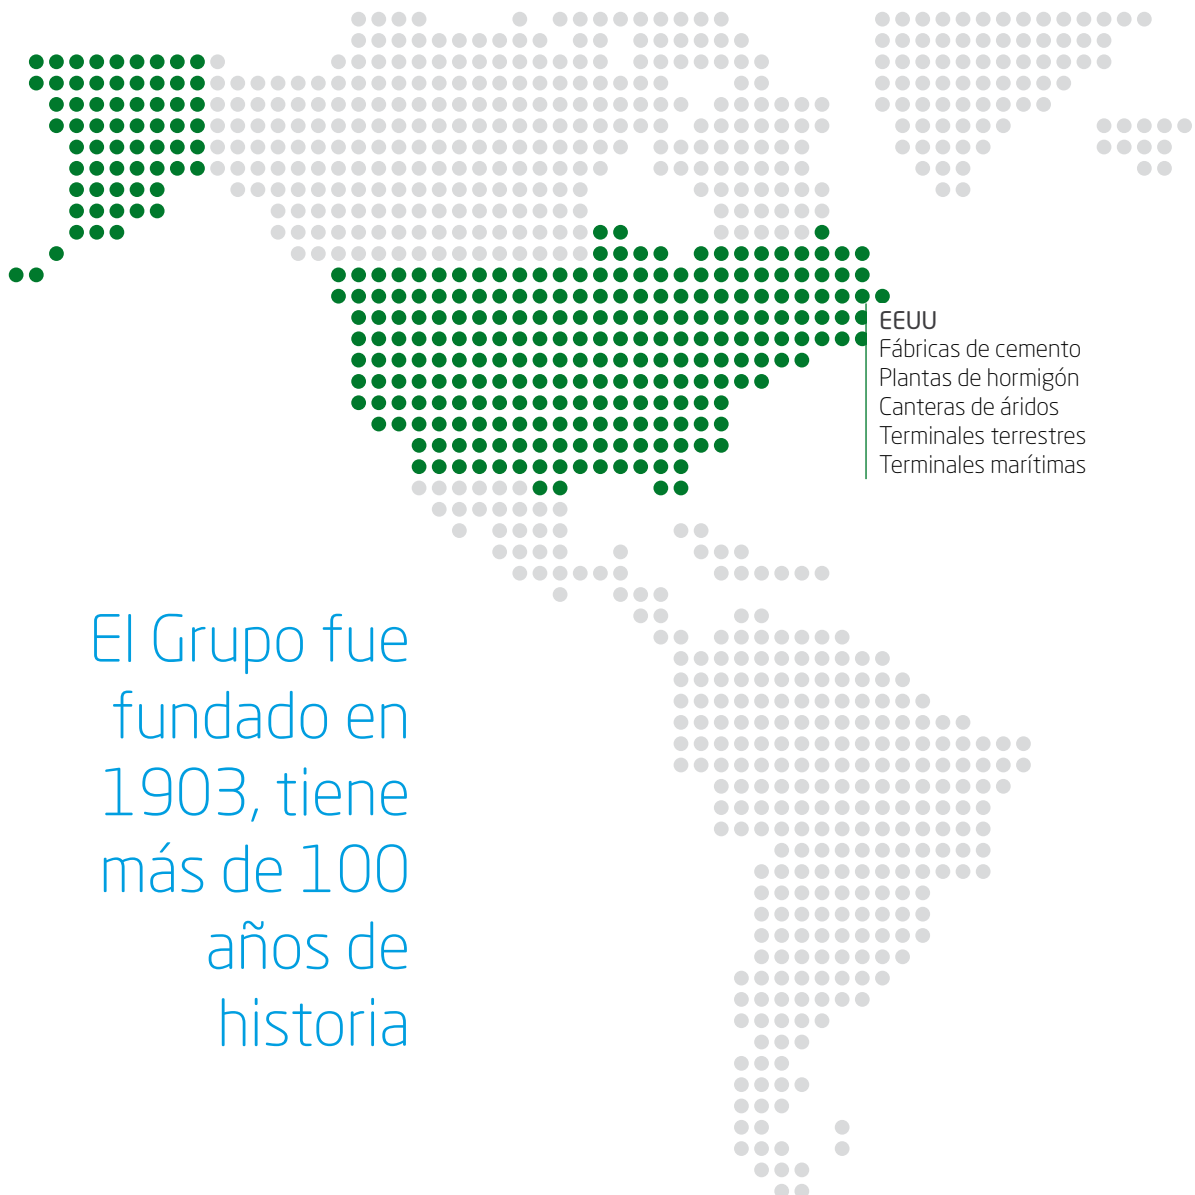 EEUU
Fábricas de cemento
Plantas de hormigón
Canteras de áridos
Terminales terrestres
Terminales marítimas
El Grupo fue
fundado en
1903, tiene
más de 100
años de
historia